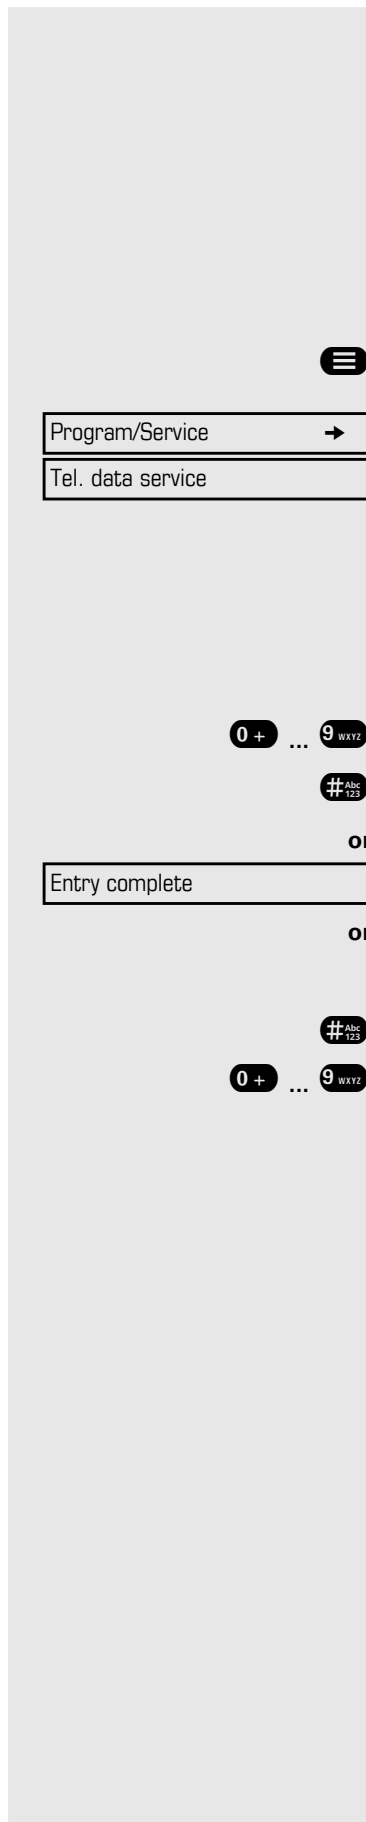 Program/Service →
Tel. data service
0 + ... 9 WXYZ
# Abc 123
or
Entry complete
or
# Abc 123
0 + ... 9 WXYZ